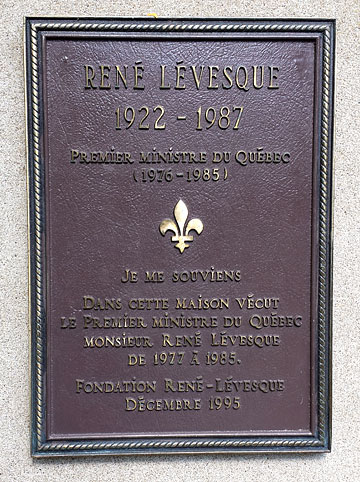 RENÉ LÉVESQUE
1922 - 1987
PREMIER MINISTRE DU QUÉBEC
(1976-1985)
JE ME SOUVIENS
DANS CETTE MAISON VÉCUT
LE PREMIER MINISTRE DU QUÉBEC
MONSIEUR RENÉ LÉVESQUE
DE 1977 À 1985.
FONDATION RENÉ-LÉVESQUE
DÉCEMBRE 1995